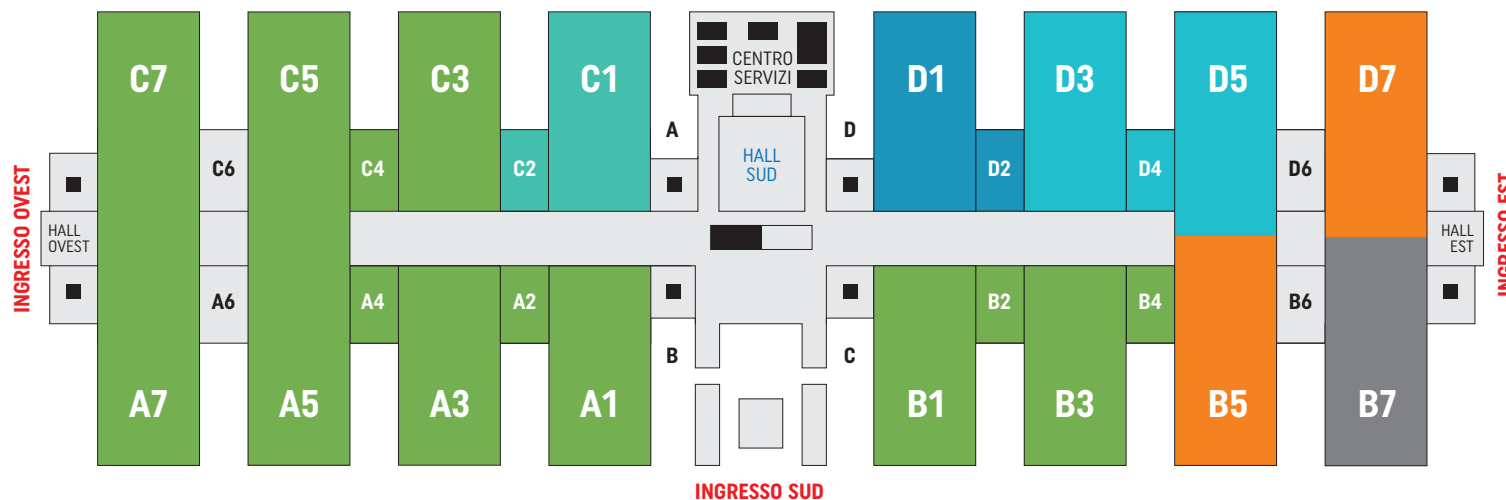 C7
C5
C3
C1
CENTRO
SERVIZI
D1
D3
D5
D7
A
D
C6
C4
C2
HALL
SUD
D2
D4
D6
INGRESSO OVEST
HALL
OVEST
HALL
EST
INGRESSO EST
A6
A4
A2
B2
B4
B6
B
C
A7
A5
A3
A1
B1
B3
B5
B7
INGRESSO SUD